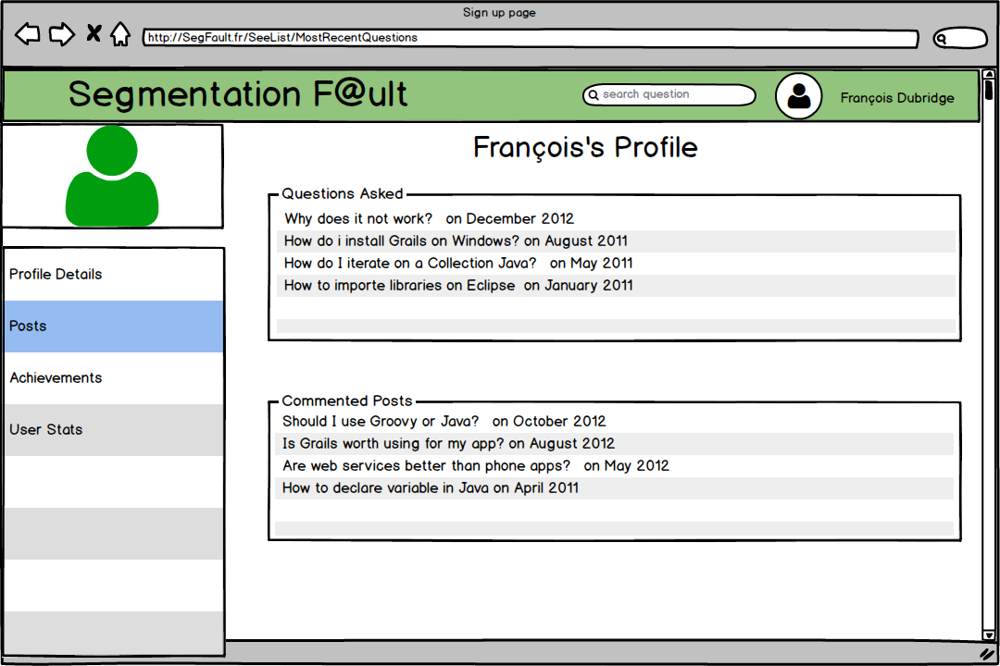 Sign up page
http://SegFault.fr/SeeList/MostRecentQuestions
Segmentation F@ult
search question
François Dubridge
François's Profile
Profile Details
Posts
Achievements
User Stats
Questions Asked
Why does it not work? on December 2012
How do i install Grails on Windows? on August 2011
How do I iterate on a Collection Java? on May 2011
How to importe libraries on Eclipse on January 2011
Commented Posts
Should I use Groovy or Java? on October 2012
Is Grails worth using for my app? on August 2012
Are web services better than phone apps? on May 2012
How to declare variable in Java on April 2011